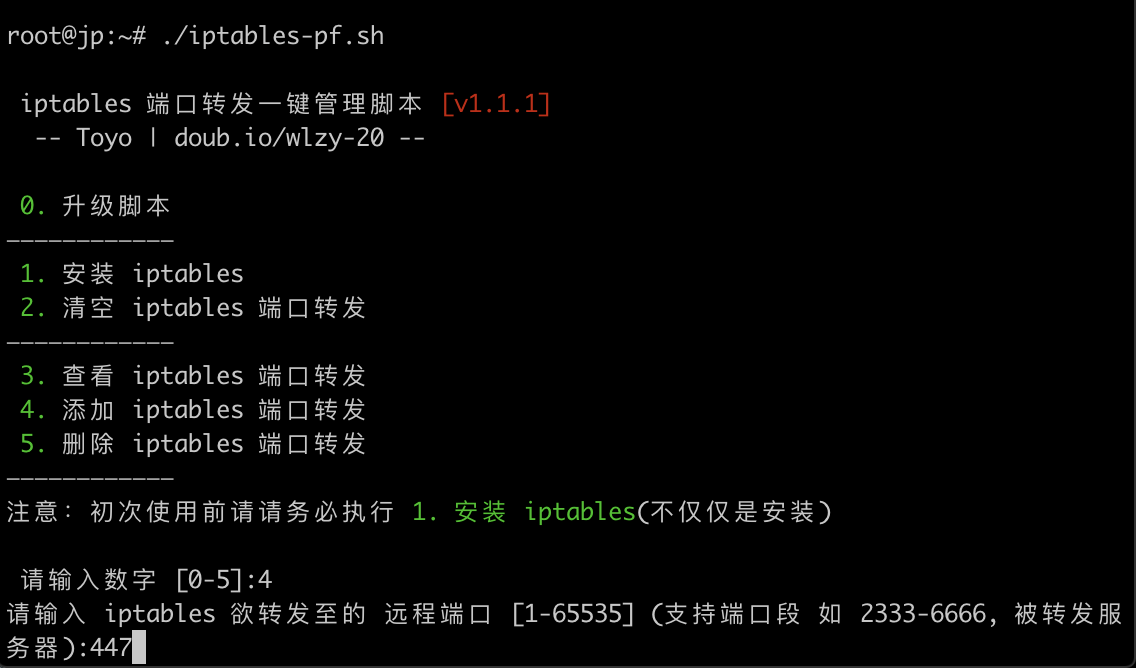 root@jp:~# ./iptables-pf.sh
iptables 端口转发一键管理脚本 [v1.1.1]
-- Toyo | doub.io/wlzy-20 --
0. 升级脚本
————————————
1. 安装 iptables
2. 清空 iptables 端口转发
————————————
3. 查看 iptables 端口转发
4. 添加 iptables 端口转发
5. 删除 iptables 端口转发
————————————
注意：初次使用前请请务必执行 1. 安装 iptables(不仅仅是安装)
请输入数字 [0-5]:4
请输入 iptables 欲转发至的 远程端口 [1-65535] (支持端口段 如 2333-6666, 被转发服
务器):447